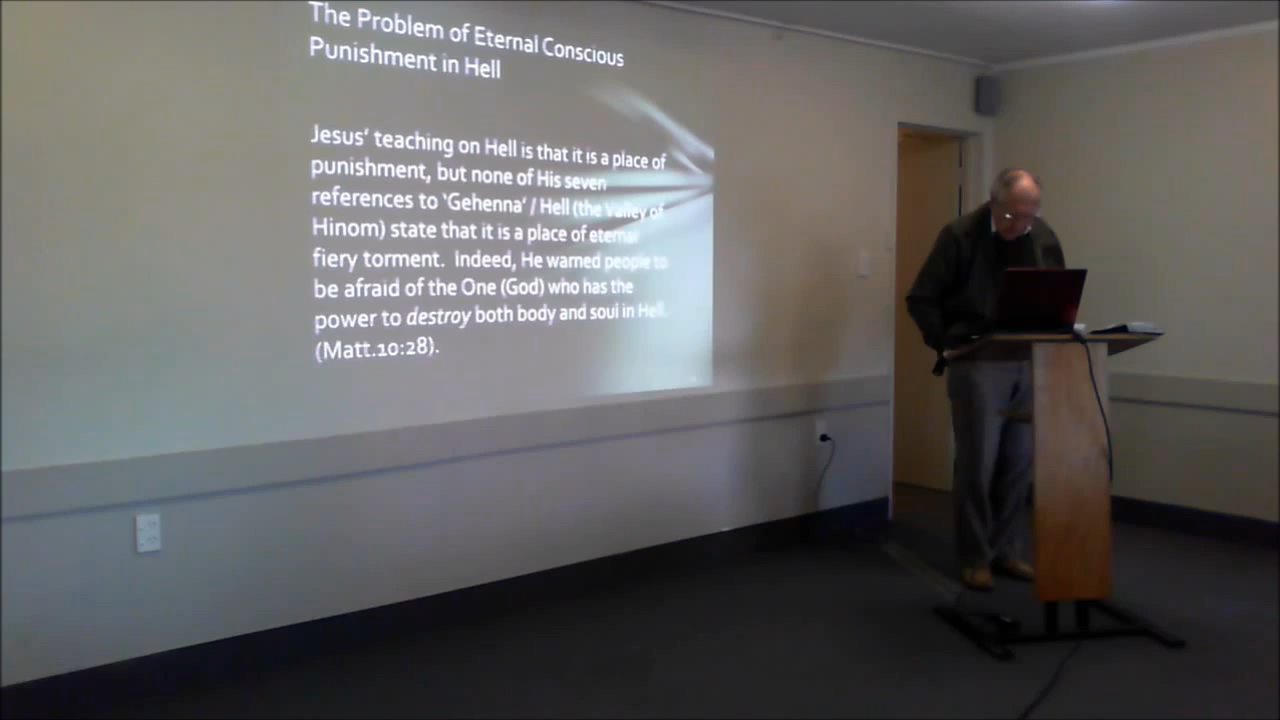 The Problem of Eternal Conscious
Punishment in Hell
Jesus' teaching on Hell is that it is a place of
punishment, but none of His seven
references to 'Gehenna' / Hell (the Valley of
Hinom) state that it is a place of eternal
fiery torment. Indeed, He warned people to
be afraid of the One (God) who has the
power to destroy both body and soul in Hell.
(Matt.10:28).